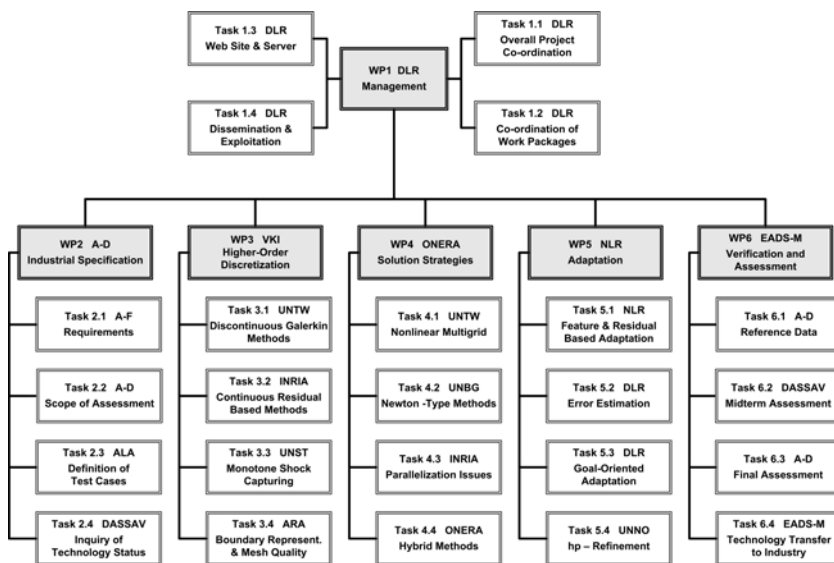 Task 1.3 DLR
Web Site & Server
Task 1.1 DLR
Overall Project
Co-ordination
WP1 DLR
Management
Task 1.4 DLR
Dissemination &
Exploitation
Task 1.2 DLR
Co-ordination of
Work Packages
WP2 A-D
Industrial Specification
WP3 VKI
Higher-Order
Discretization
WP4 ONERA
Solution Strategies
WP5 NLR
Adaptation
WP6 EADS-M
Verification and
Assessment
Task 2.1 A-F
Requirements
Task 3.1 UNTW
Discontinuous Galerkin
Methods
Task 4.1 UNTW
Nonlinear Multigrid
Task 5.1 NLR
Feature & Residual
Based Adaptation
Task 6.1 A-D
Reference Data
Task 2.2 A-D
Scope of Assessment
Task 3.2 INRIA
Continuous Residual
Based Methods
Task 4.2 UNBG
Newton -Type Methods
Task 5.2 DLR
Error Estimation
Task 6.2 DASSAV
Midterm Assessment
Task 2.3 ALA
Definition of
Test Cases
Task 3.3 UNST
Monotone Shock
Capturing
Task 4.3 INRIA
Parallelization Issues
Task 5.3 DLR
Goal-Oriented
Adaptation
Task 6.3 A-D
Final Assessment
Task 2.4 DASSAV
Inquiry of
Technology Status
Task 3.4 ARA
Boundary Represent.
& Mesh Quality
Task 4.4 ONERA
Hybrid Methods
Task 5.4 UNNO
hp – Refinement
Task 6.4 EADS-M
Technology Transfer
to Industry